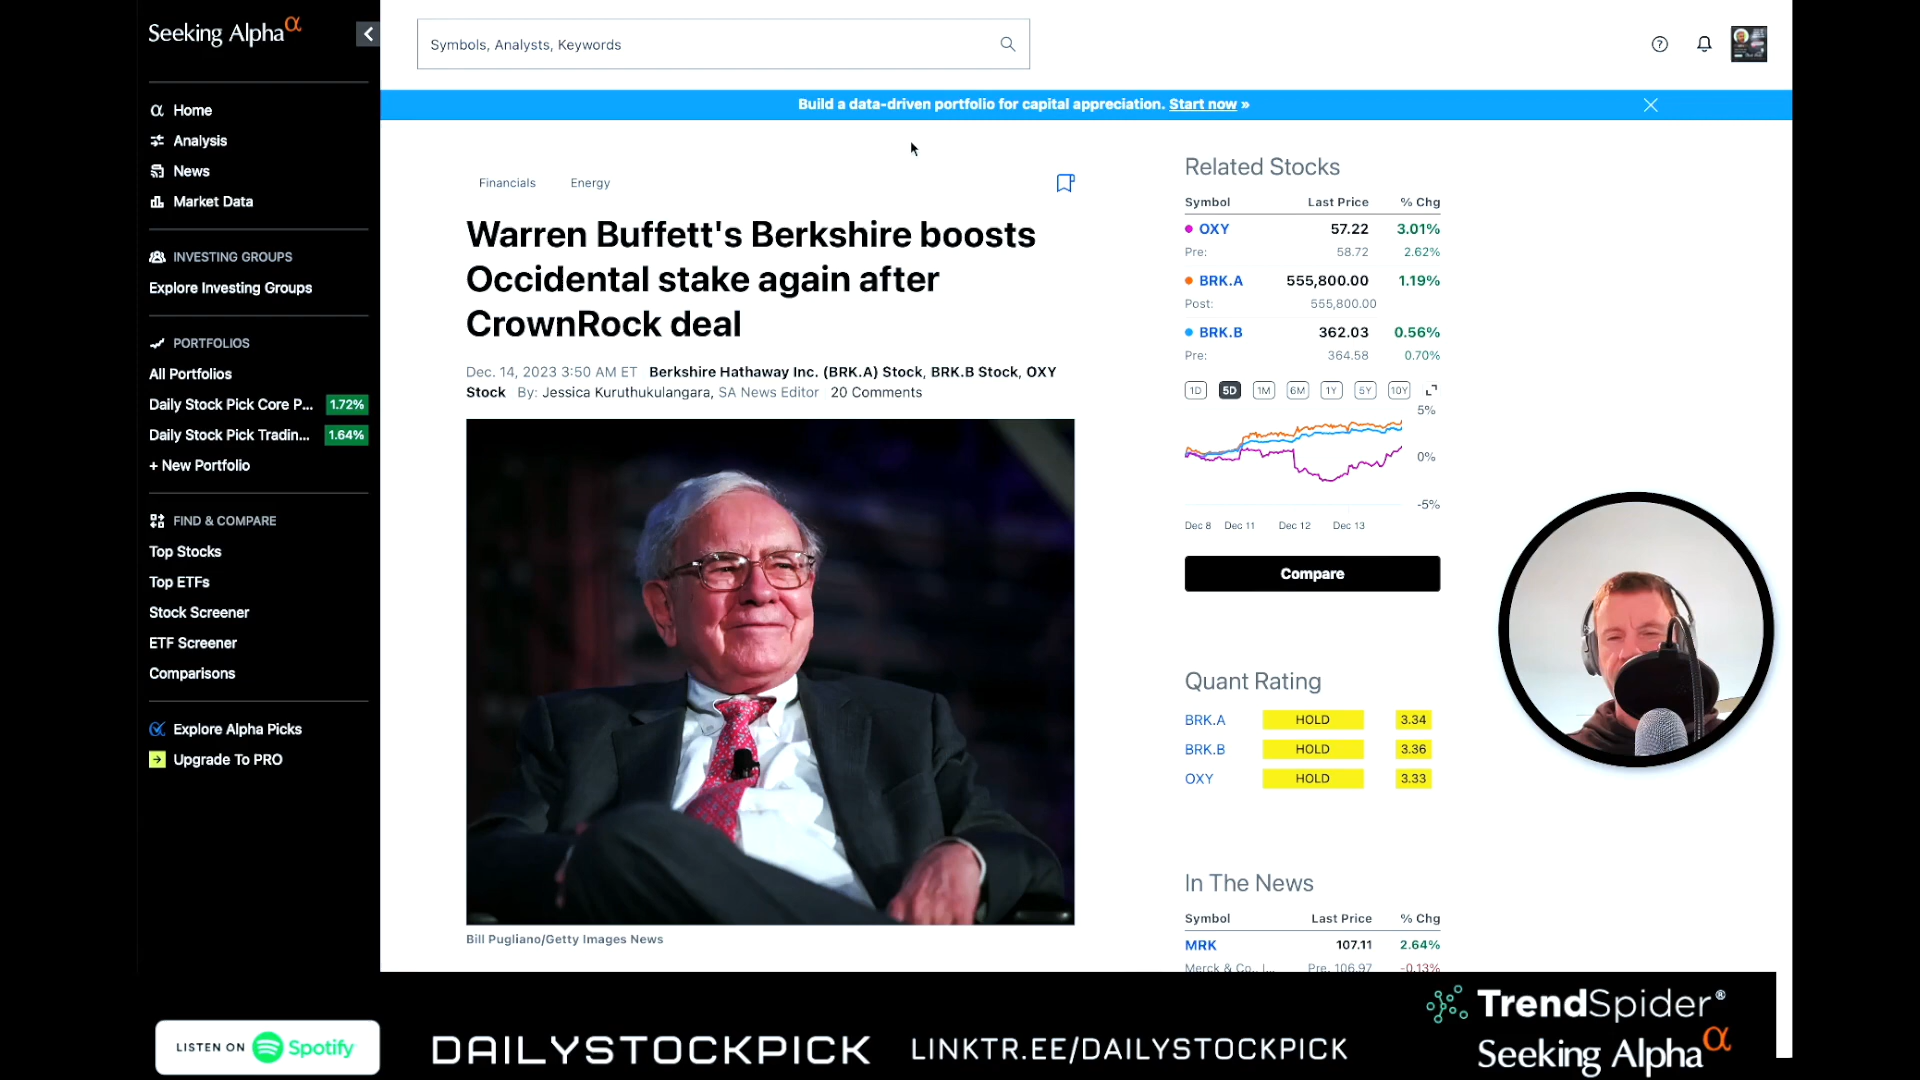 Seeking Alpha α
Symbols, Analysts, Keywords
Build a data-driven portfolio for capital appreciation. Start now »
Home
Analysis
News
Market Data
INVESTING GROUPS
Explore Investing Groups
PORTFOLIOS
All Portfolios
Daily Stock Pick Core P... 1.72%
Daily Stock Pick Tradin... 1.64%
+ New Portfolio
FIND & COMPARE
Top Stocks
Top ETFs
Stock Screener
ETF Screener
Comparisons
Explore Alpha Picks
Upgrade To PRO
Financials Energy
Warren Buffett's Berkshire boosts
Occidental stake again after
CrownRock deal
Dec. 14, 2023 3:50 AM ET Berkshire Hathaway Inc. (BRK.A) Stock, BRK.B Stock, OXY
Stock By: Jessica Kuruthukulangara, SA News Editor 20 Comments
Bill Pugliano/Getty Images News
Related Stocks
Symbol Last Price % Chg
OXY 57.22 3.01%
Pre: 58.72 2.62%
BRK.A 555,800.00 1.19%
Post: 555,800.00
BRK.B 362.03 0.56%
Pre: 364.58 0.70%
1D 5D 1M 6M 1Y 5Y 10Y
5%
0%
-5%
Dec 8 Dec 11 Dec 12 Dec 13
Compare
Quant Rating
BRK.A HOLD 3.34
BRK.B HOLD 3.36
OXY HOLD 3.33
In The News
Symbol Last Price % Chg
MRK 107.11 2.64%
Merck & Co., I... Pre. 106.97 -0.13%
LISTEN ON Spotify
DAILYSTOCKPICK
LINKTR.EE/DAILYSTOCKPICK
TrendSpider®
Seeking Alpha α